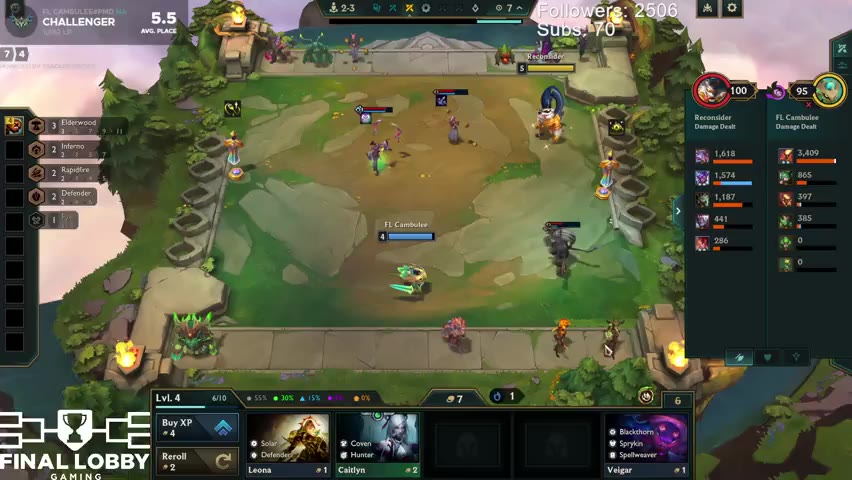 FL CAMBULEE#PMD NA
CHALLENGER
5.5
AVG. PLACE
7 4
2-3
7
Followers: 2506
Subs: 70
Reconsider
5
100
95
Reconsider
Damage Dealt
FL Cambulee
Damage Dealt
1,618
3,409
1,574
865
1,187
397
441
385
286
0
0
3 Elderwood
2 Inferno
2 Rapidfire
2 Defender
1
FL Cambulee
4
Lvl. 4
6/10
55%
30%
15%
0%
7
1
6
Buy XP
4
Reroll
2
Solar
Defender
Leona
1
Coven
Hunter
Caitlyn
2
Blackthorn
Sprykin
Spellweaver
Veigar
1
FINAL LOBBY
GAMING